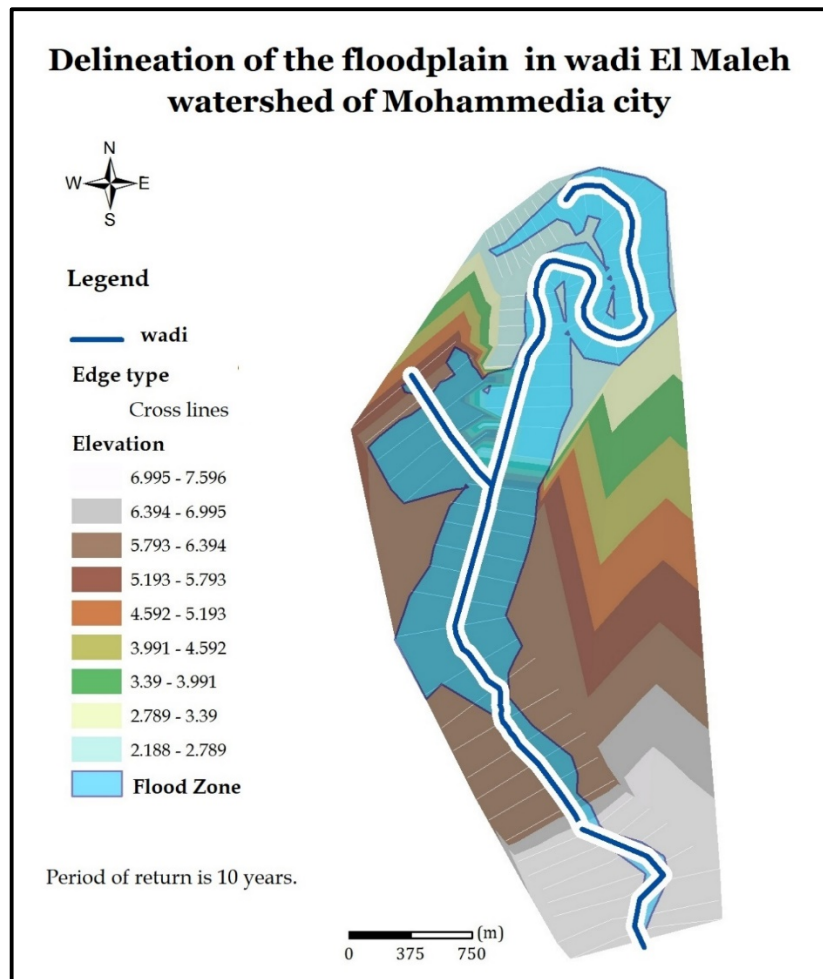 Delineation of the floodplain in wadi El Maleh
watershed of Mohammedia city
N
W E
S
Legend
wadi
Edge type
Cross lines
Elevation
6.995 - 7.596
6.394 - 6.995
5.793 - 6.394
5.193 - 5.793
4.592 - 5.193
3.991 - 4.592
3.39 - 3.991
2.789 - 3.39
2.188 - 2.789
Flood Zone
Period of return is 10 years.
(m)
0 375 750